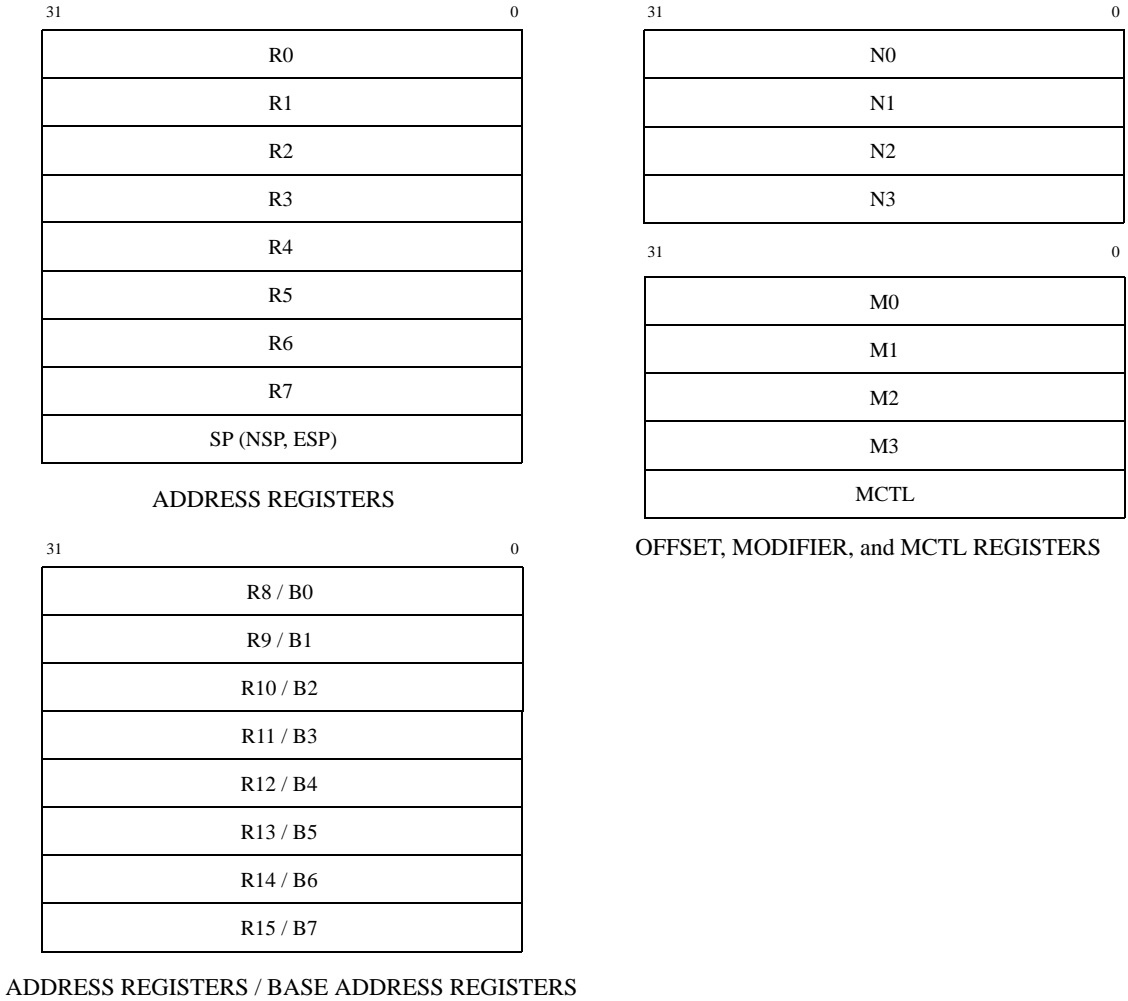 31 0
R0
R1
R2
R3
R4
R5
R6
R7
SP (NSP, ESP)
ADDRESS REGISTERS
31 0
R8 / B0
R9 / B1
R10 / B2
R11 / B3
R12 / B4
R13 / B5
R14 / B6
R15 / B7
ADDRESS REGISTERS / BASE ADDRESS REGISTERS
31 0
N0
N1
N2
N3
31 0
M0
M1
M2
M3
MCTL
OFFSET, MODIFIER, and MCTL REGISTERS